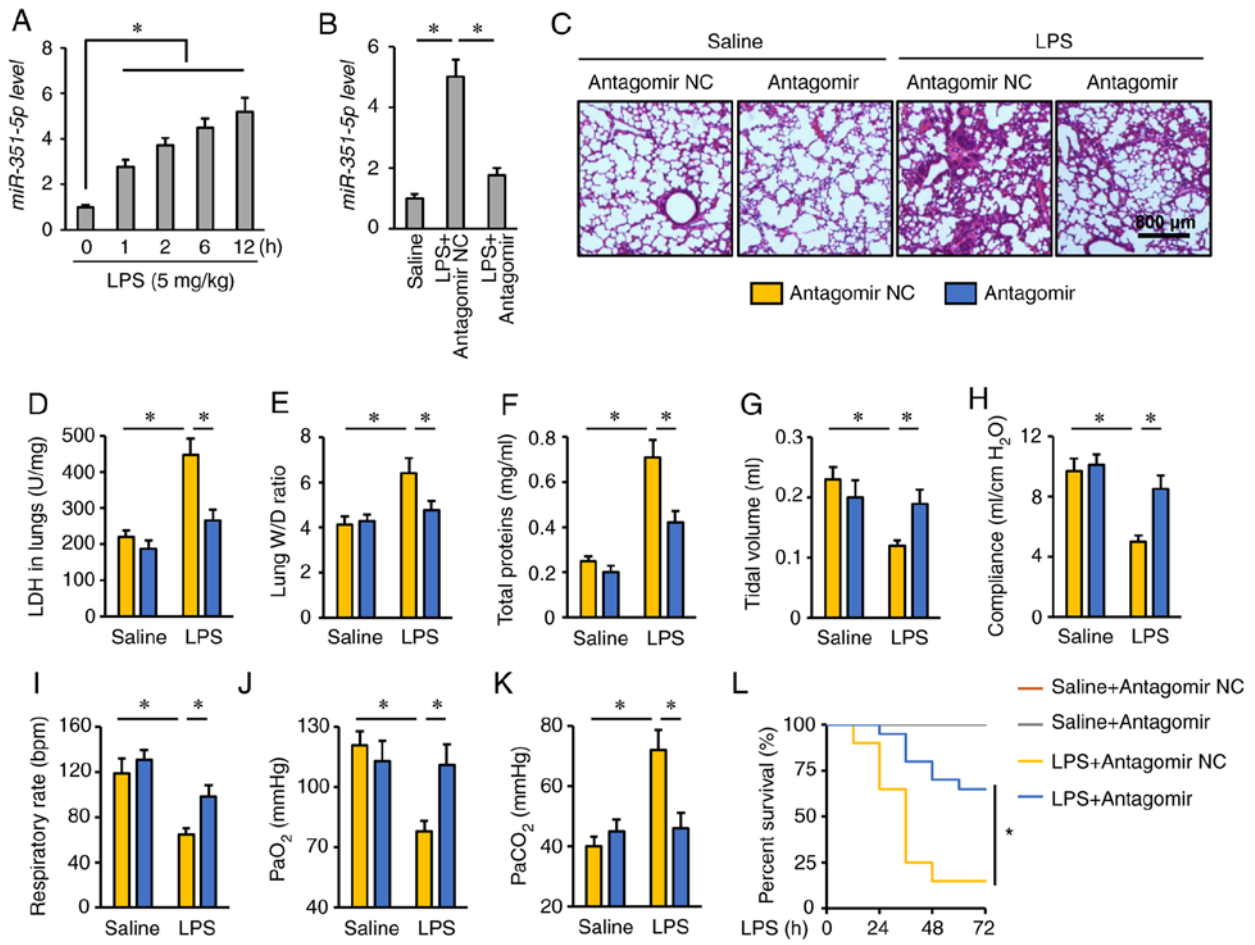 A
*
miR-351-5p level
8
6
4
2
0
0 1 2 6 12 (h)
LPS (5 mg/kg)
B
* *
miR-351-5p level
6
4
2
0
Saline
LPS+
Antagomir NC
LPS+
Antagomir
C
Saline LPS
Antagomir NC Antagomir Antagomir NC Antagomir
800 μm
Antagomir NC Antagomir
D
* *
LDH in lungs (U/mg)
500
400
300
200
100
0
Saline LPS
E
* *
Lung W/D ratio
8
6
4
2
0
Saline LPS
F
* *
Total proteins (mg/ml)
0.8
0.6
0.4
0.2
0
Saline LPS
G
* *
Tidal volume (ml)
0.3
0.2
0.1
0
Saline LPS
H
* *
Compliance (ml/cm H₂O)
12
8
4
0
Saline LPS
I
* *
Respiratory rate (bpm)
160
120
80
40
0
Saline LPS
J
* *
PaO₂ (mmHg)
130
100
70
40
Saline LPS
K
* *
PaCO₂ (mmHg)
80
60
40
20
Saline LPS
L
Percent survival (%)
100
75
50
25
0
LPS (h) 0 24 48 72
*
Saline+Antagomir NC
Saline+Antagomir
LPS+Antagomir NC
LPS+Antagomir